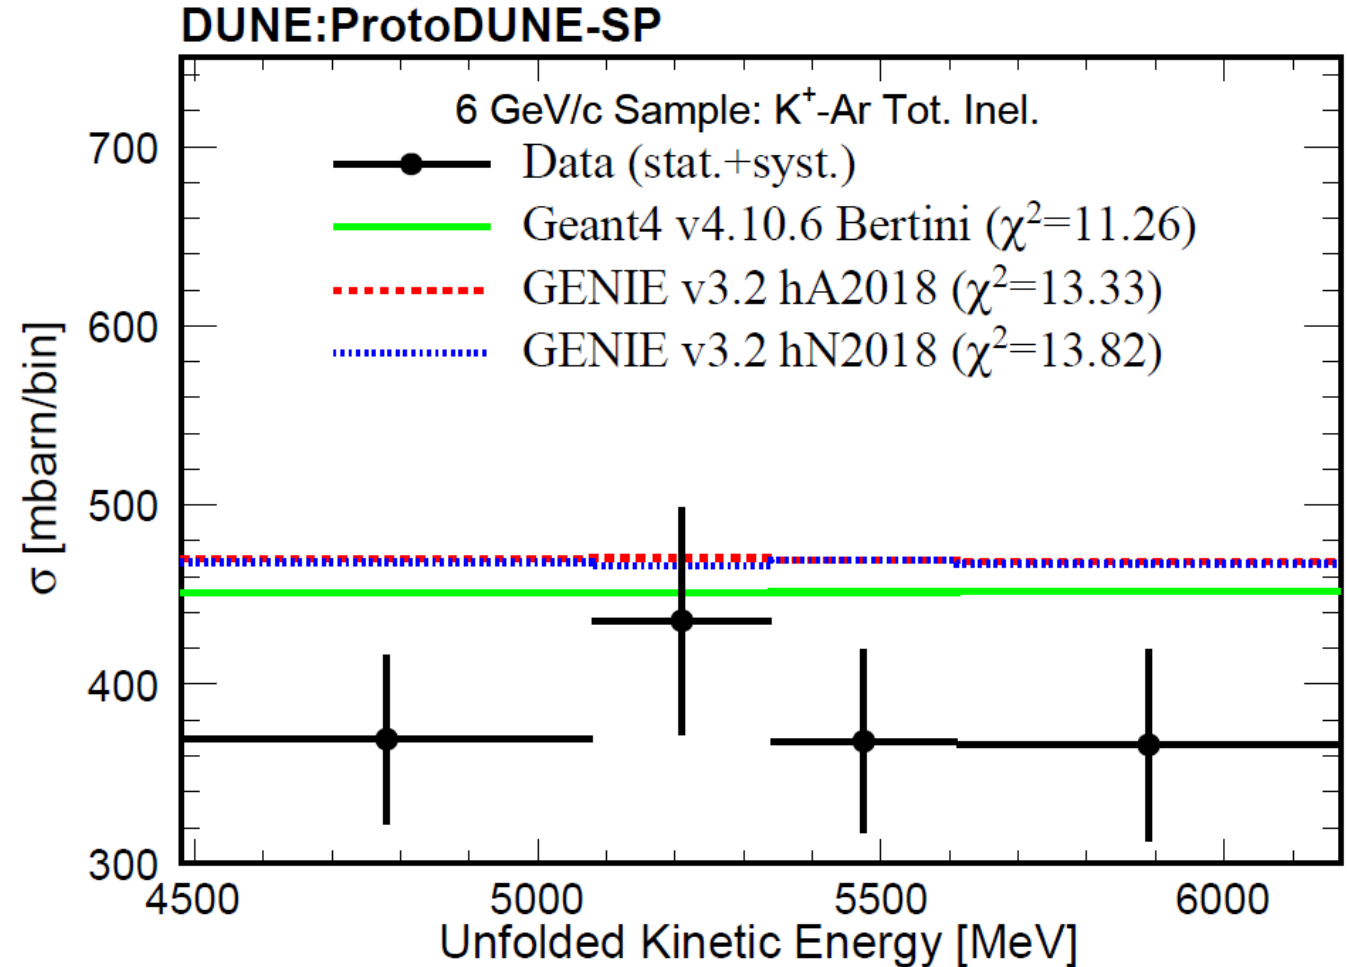 DUNE:ProtoDUNE-SP
6 GeV/c Sample: K⁺-Ar Tot. Inel.
Data (stat.+syst.)
Geant4 v4.10.6 Bertini (χ²=11.26)
GENIE v3.2 hA2018 (χ²=13.33)
GENIE v3.2 hN2018 (χ²=13.82)
σ [mbarn/bin]
700
600
500
400
300
4500 5000 5500 6000
Unfolded Kinetic Energy [MeV]